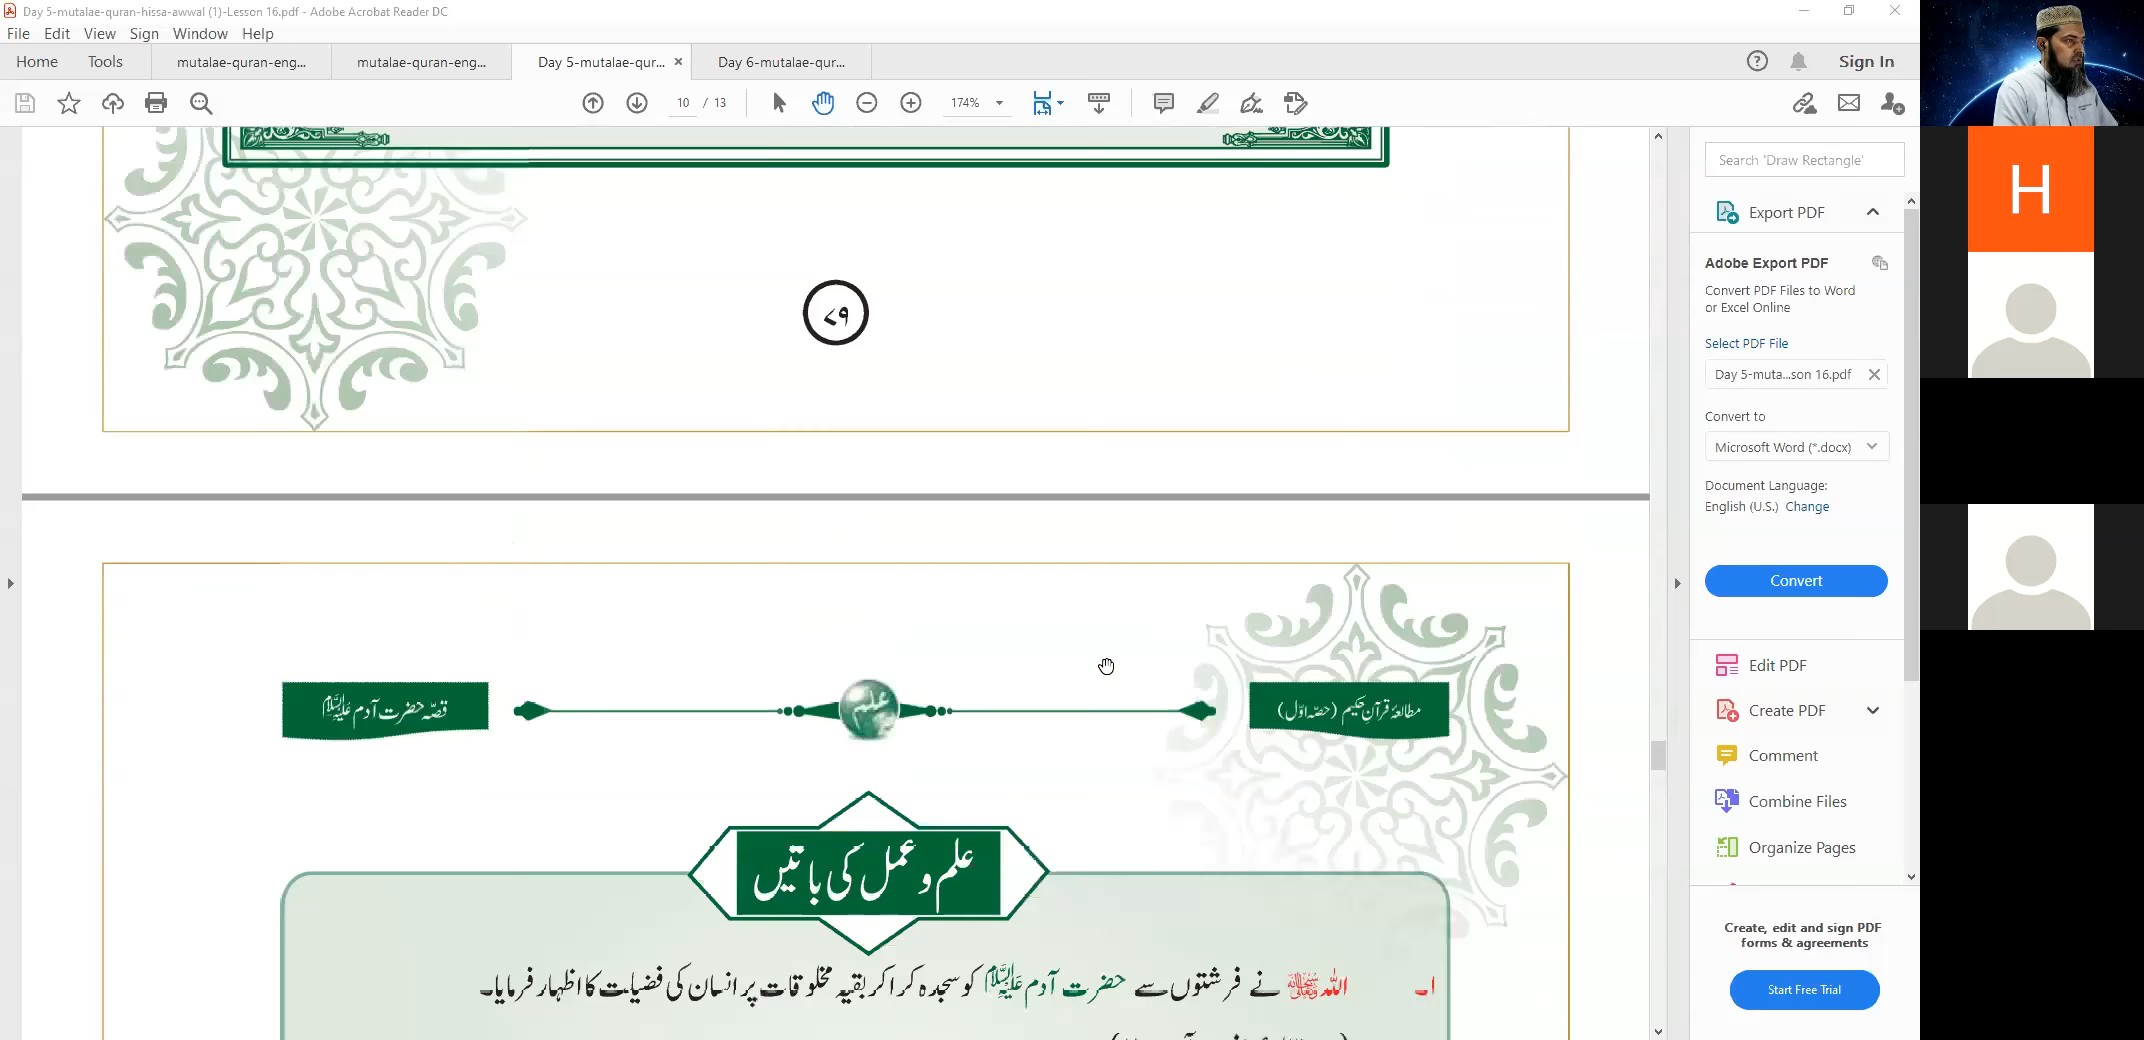 Day 5-mutalae-quran-hissa-awwal (1)-Lesson 16.pdf - Adobe Acrobat Reader DC
File Edit View Sign Window Help
Home Tools mutalae-quran-eng... mutalae-quran-eng... Day 5-mutalae-qur... × Day 6-mutalae-qur... Sign In
10 / 13 174%
Search 'Draw Rectangle'
Export PDF
Adobe Export PDF
Convert PDF Files to Word
or Excel Online
Select PDF File
Day 5-muta...son 16.pdf
Convert to
Microsoft Word (*.docx)
Document Language:
English (U.S.) Change
Convert
Edit PDF
Create PDF
Comment
Combine Files
Organize Pages
Create, edit and sign PDF
forms & agreements
Start Free Trial
H
۷۹
مطالعۂ قرآنِ حکیم (حصّہ اوّل)
قصّہ حضرت آدم علیہ السلام
علم و عمل کی باتیں
۱۔ اللہ ﷻ نے فرشتوں سے حضرت آدم علیہ السلام کو سجدہ کرا کر بقیہ مخلوقات پر انسان کی فضیلت کا اظہار فرمایا۔